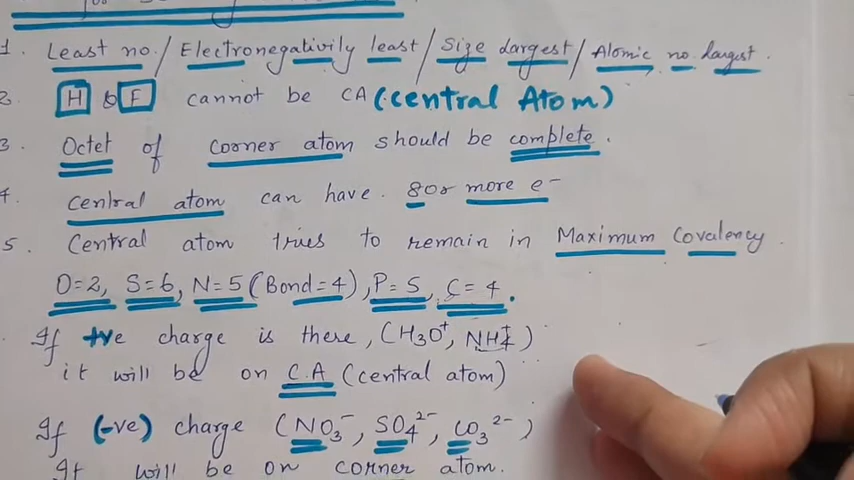 1. Least no. / Electronegativily least / Size Largest / Atomic no. largest.
2. H & F cannot be CA (central Atom)
3. Octet of corner atom should be complete.
4. Central atom can have 8 or more e⁻
5. Central atom tries to remain in Maximum Covalency.
O=2, S=6, N=5 (Bond=4), P=5, C=4.
If +ve charge is there, (H₃O⁺, NH₄⁺)
it will be on C.A (central atom)
If (-ve) charge (NO₃⁻, SO₄²⁻, CO₃²⁻)
It will be on corner atom.